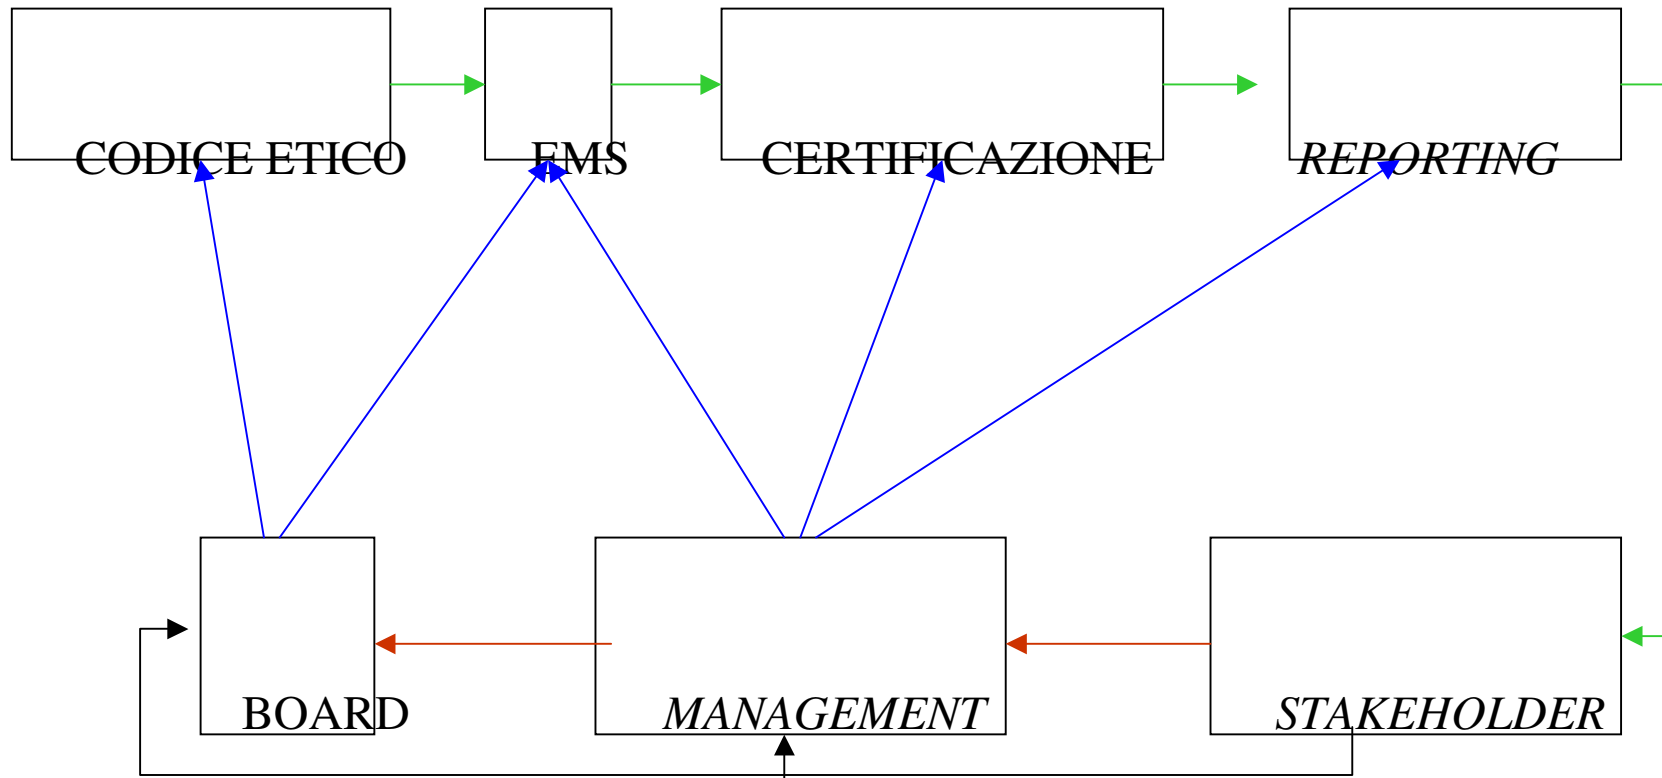 CODICE ETICO
EMS
CERTIFICAZIONE
REPORTING
BOARD
MANAGEMENT
STAKEHOLDER